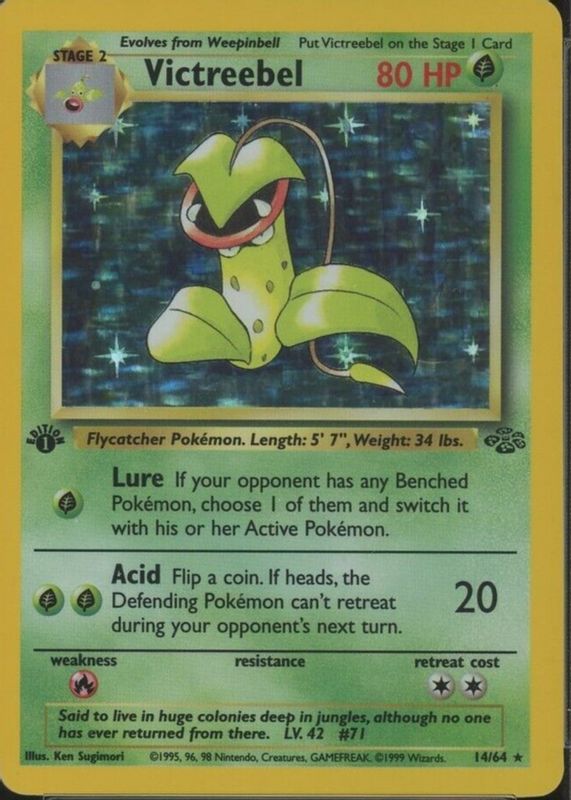 Evolves from Weepinbell Put Victreebel on the Stage 1 Card
STAGE 2
Victreebel 80 HP
EDITION
1
Flycatcher Pokémon. Length: 5' 7", Weight: 34 lbs.
Lure If your opponent has any Benched
Pokémon, choose 1 of them and switch it
with his or her Active Pokémon.
Acid Flip a coin. If heads, the
Defending Pokémon can't retreat
during your opponent's next turn.
20
weakness resistance retreat cost
Said to live in huge colonies deep in jungles, although no one
has ever returned from there. LV. 42 #71
Illus. Ken Sugimori ©1995, 96, 98 Nintendo, Creatures, GAMEFREAK. ©1999 Wizards. 14/64 ★